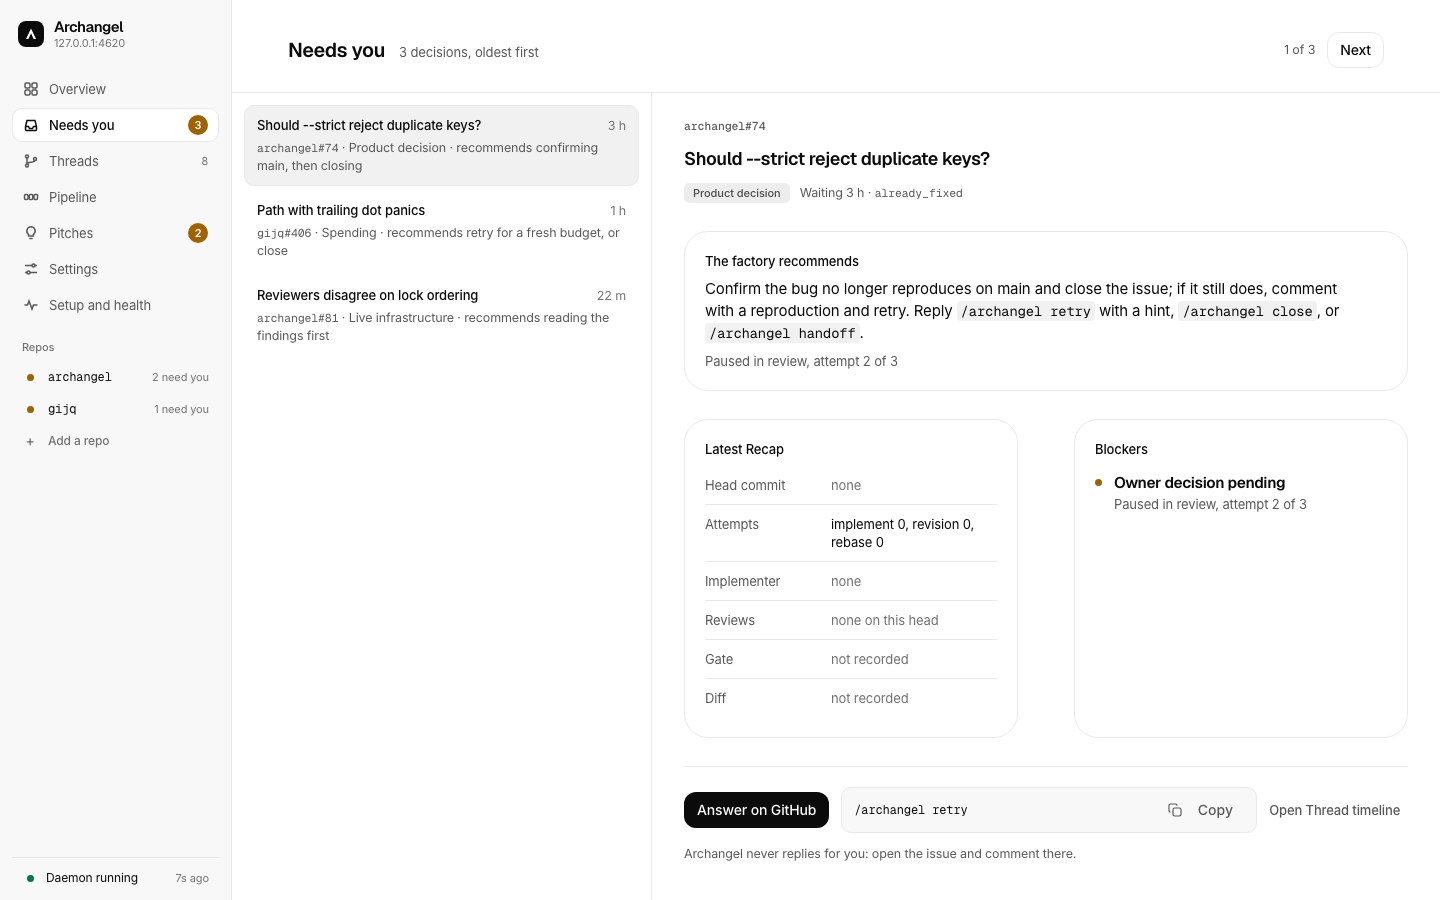 Archangel
127.0.0.1:4620
Overview
Needs you 3
Threads 8
Pipeline
Pitches 2
Settings
Setup and health
Repos
archangel 2 need you
gijq 1 need you
+ Add a repo
Daemon running 7s ago
Needs you 3 decisions, oldest first
1 of 3 Next
Should --strict reject duplicate keys? 3 h
archangel#74 · Product decision · recommends confirming
main, then closing
Path with trailing dot panics 1 h
gijq#406 · Spending · recommends retry for a fresh budget, or
close
Reviewers disagree on lock ordering 22 m
archangel#81 · Live infrastructure · recommends reading the
findings first
archangel#74
Should --strict reject duplicate keys?
Product decision Waiting 3 h · already_fixed
The factory recommends
Confirm the bug no longer reproduces on main and close the issue; if it still does, comment
with a reproduction and retry. Reply /archangel retry with a hint, /archangel close, or
/archangel handoff.
Paused in review, attempt 2 of 3
Latest Recap
Head commit none
Attempts implement 0, revision 0,
rebase 0
Implementer none
Reviews none on this head
Gate not recorded
Diff not recorded
Blockers
Owner decision pending
Paused in review, attempt 2 of 3
Answer on GitHub /archangel retry Copy Open Thread timeline
Archangel never replies for you: open the issue and comment there.